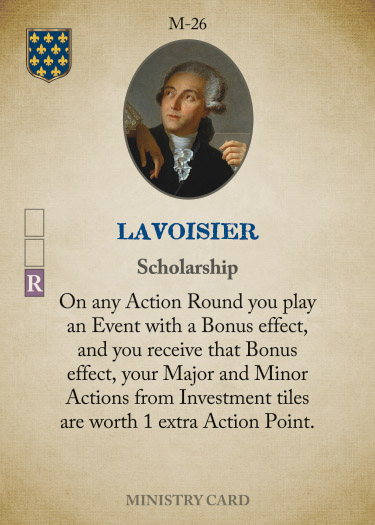 M-26
LAVOISIER
Scholarship
R
On any Action Round you play
an Event with a Bonus effect,
and you receive that Bonus
effect, your Major and Minor
Actions from Investment tiles
are worth 1 extra Action Point.
MINISTRY CARD